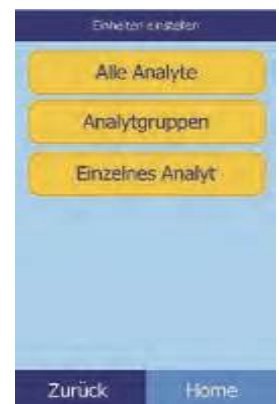 Einheiten einstellen
Alle Analyte
Analytgruppen
Einzelnes Analyt
Zurück Home